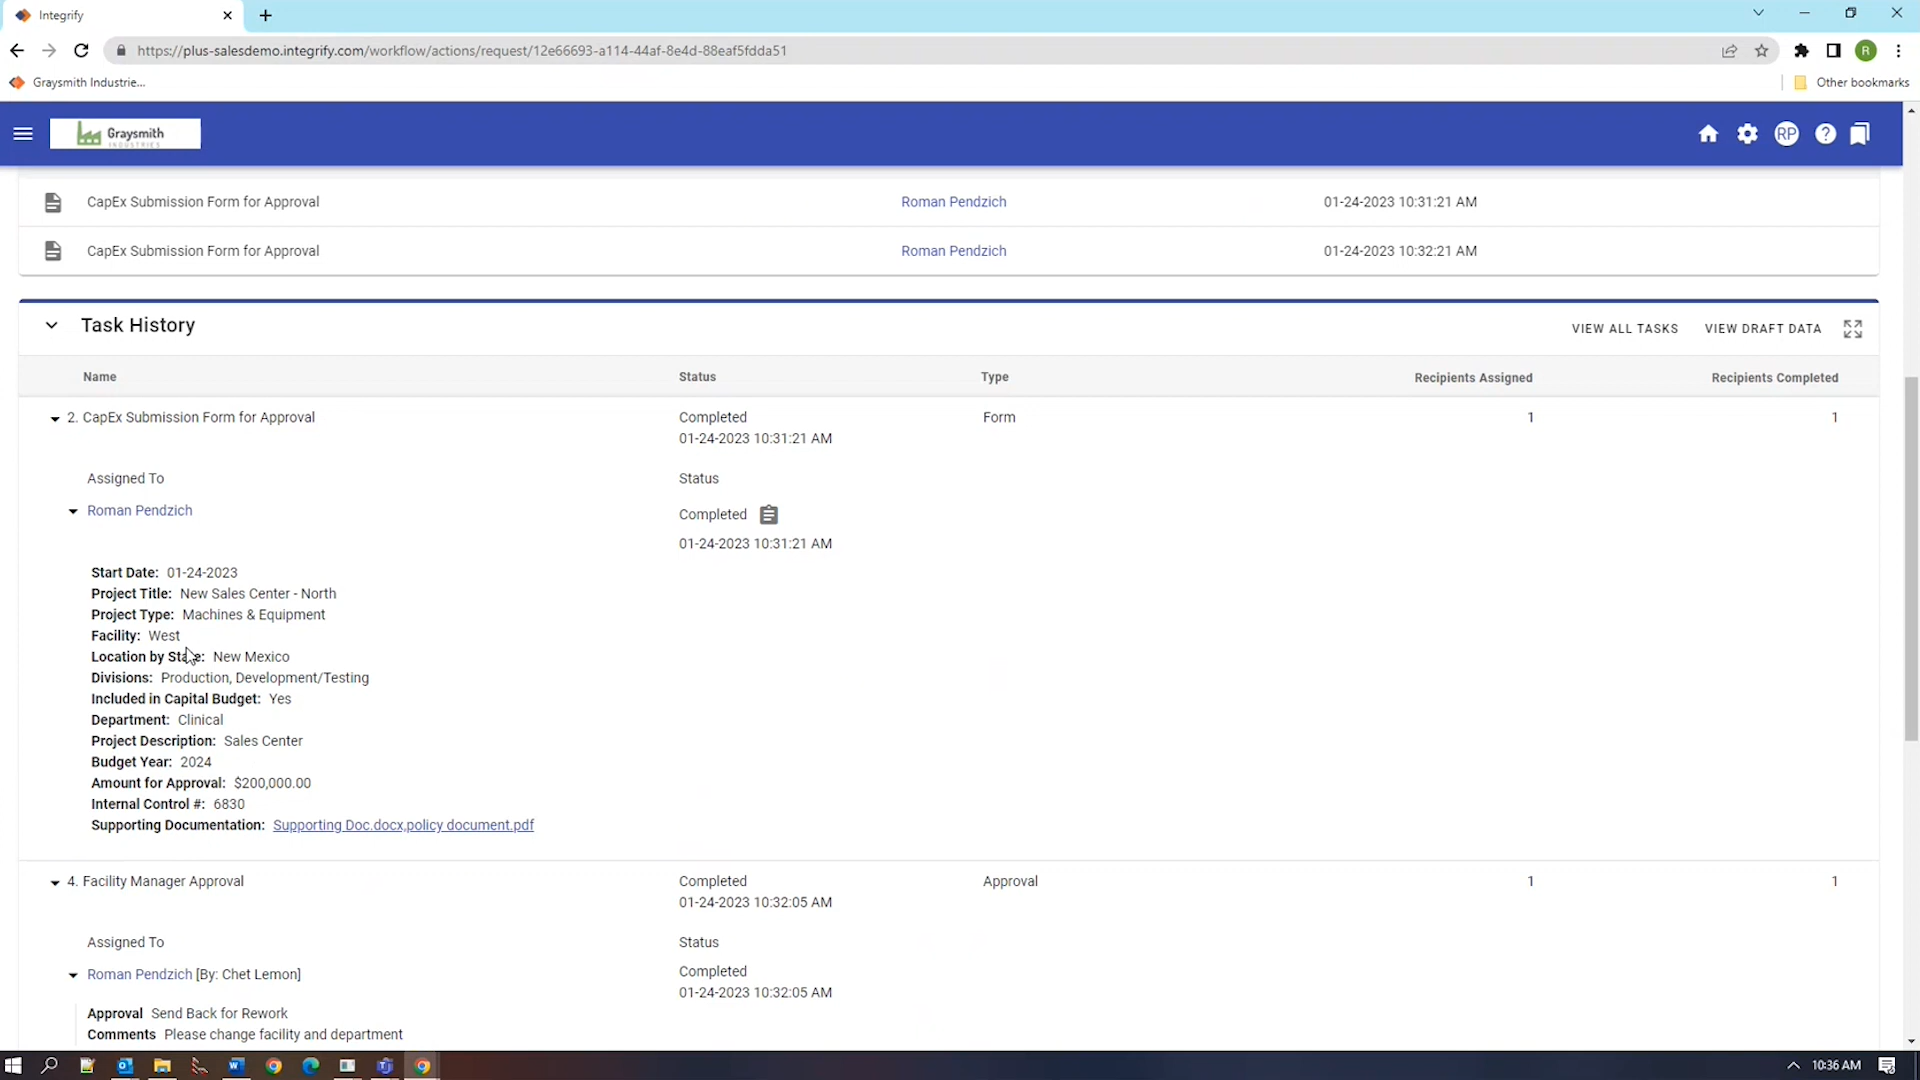 Integrify
https://plus-salesdemo.integrify.com/workflow/actions/request/12e66693-a114-44af-8e4d-88eaf5fdda51
R
Graysmith Industrie...
Other bookmarks
Graysmith
INDUSTRIES
RP
?
CapEx Submission Form for Approval Roman Pendzich 01-24-2023 10:31:21 AM
CapEx Submission Form for Approval Roman Pendzich 01-24-2023 10:32:21 AM
Task History VIEW ALL TASKS VIEW DRAFT DATA
Name Status Type Recipients Assigned Recipients Completed
2. CapEx Submission Form for Approval Completed Form 1 1
01-24-2023 10:31:21 AM
Assigned To Status
Roman Pendzich Completed
01-24-2023 10:31:21 AM
Start Date: 01-24-2023
Project Title: New Sales Center - North
Project Type: Machines & Equipment
Facility: West
Location by State: New Mexico
Divisions: Production, Development/Testing
Included in Capital Budget: Yes
Department: Clinical
Project Description: Sales Center
Budget Year: 2024
Amount for Approval: $200,000.00
Internal Control #: 6830
Supporting Documentation: Supporting Doc.docx,policy document.pdf
4. Facility Manager Approval Completed Approval 1 1
01-24-2023 10:32:05 AM
Assigned To Status
Roman Pendzich [By: Chet Lemon] Completed
01-24-2023 10:32:05 AM
Approval Send Back for Rework
Comments Please change facility and department
10:36 AM